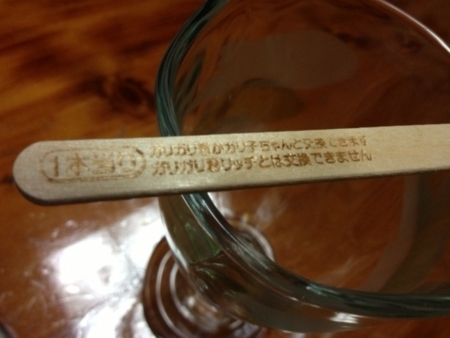 1本当り
ガリガリ君かガリ子ちゃんと交換できます
ガリガリ君リッチとは交換できません